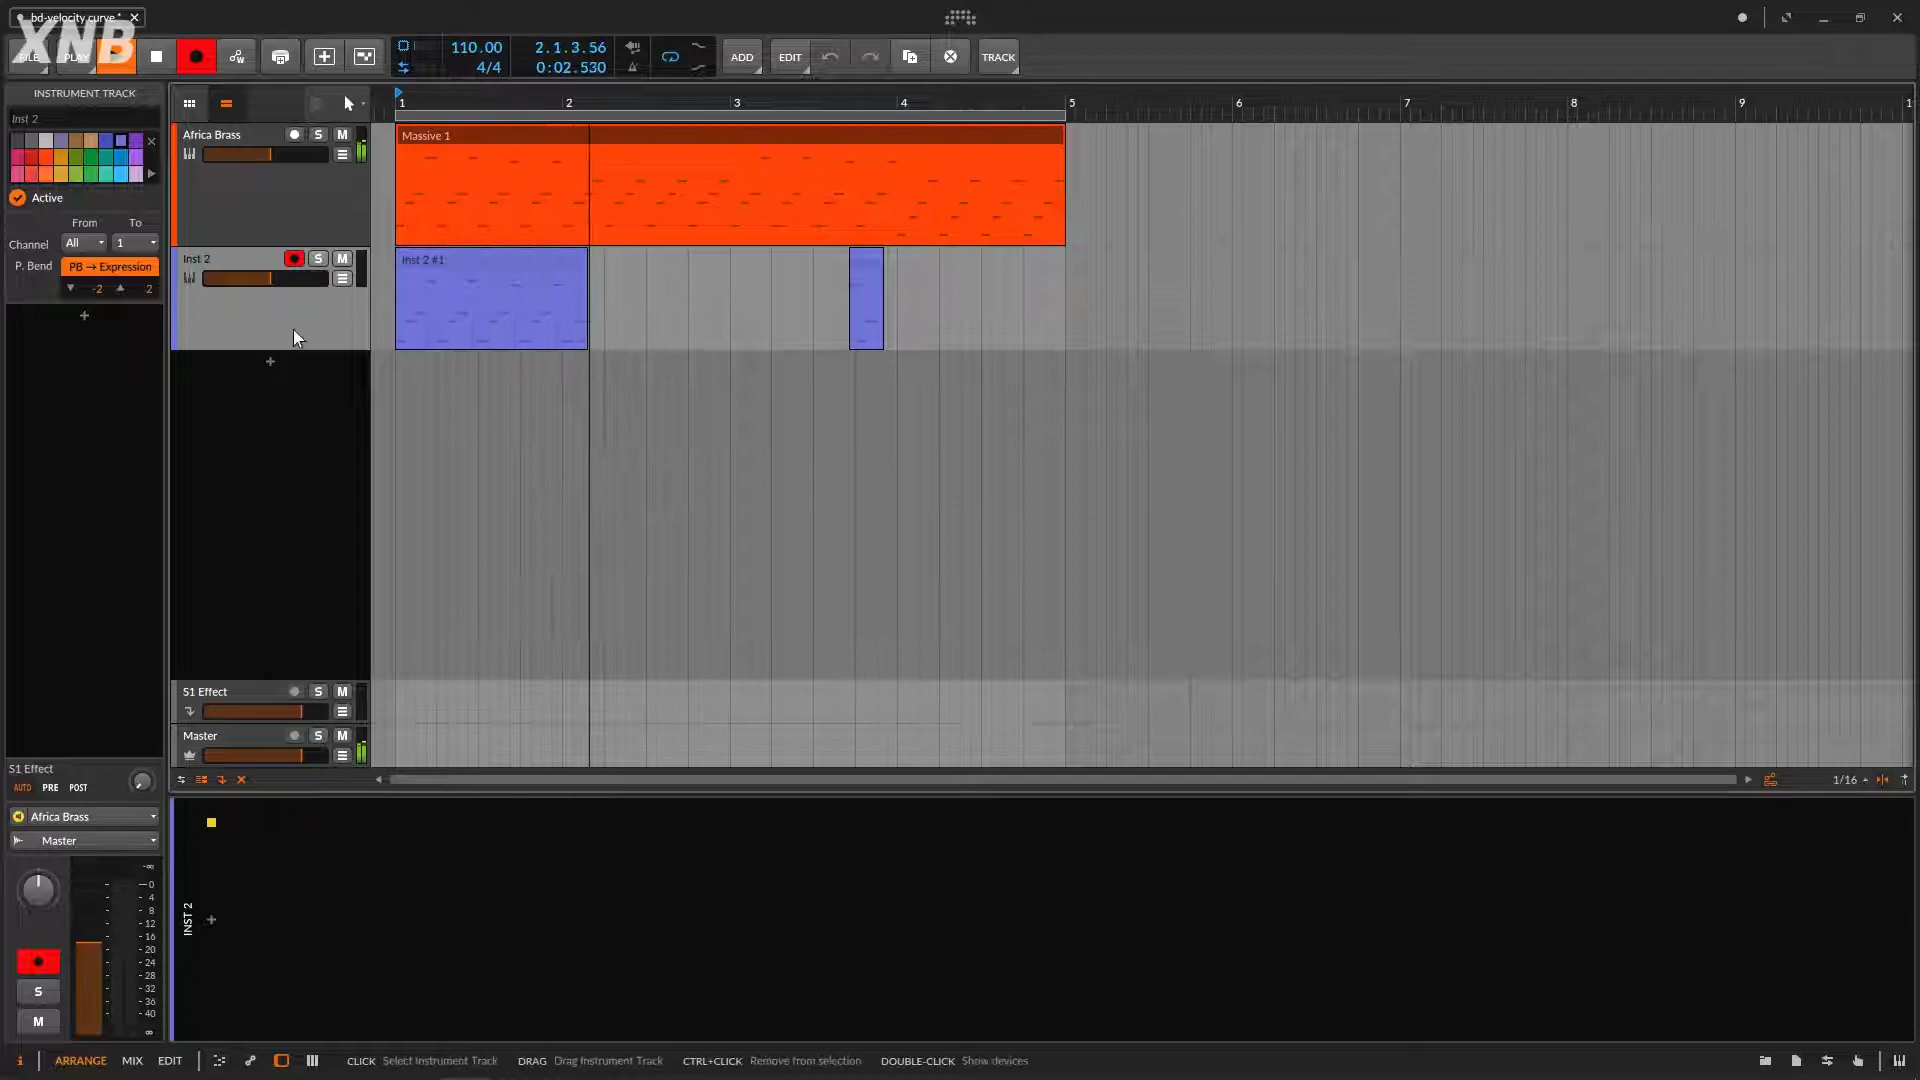 bd-velocity curve*
XNB
FILE
PLAY
110.00
4/4
2.1.3.56
0:02.530
ADD
EDIT
TRACK
INSTRUMENT TRACK
Inst 2
Active
From To
Channel All 1
P. Bend PB → Expression
-2 2
1 2 3 4 5 6 7 8 9 1
Africa Brass S M
Massive 1
Inst 2 S M
Inst 2 #1
S1 Effect S M
Master S M
1/16
S1 Effect
AUTO PRE POST
Africa Brass
Master
-∞
0
4
8
12
16
20
24
28
32
36
40
∞
S
M
INST 2
i ARRANGE MIX EDIT
CLICK Select Instrument Track DRAG Drag Instrument Track CTRL+CLICK Remove from selection DOUBLE-CLICK Show devices